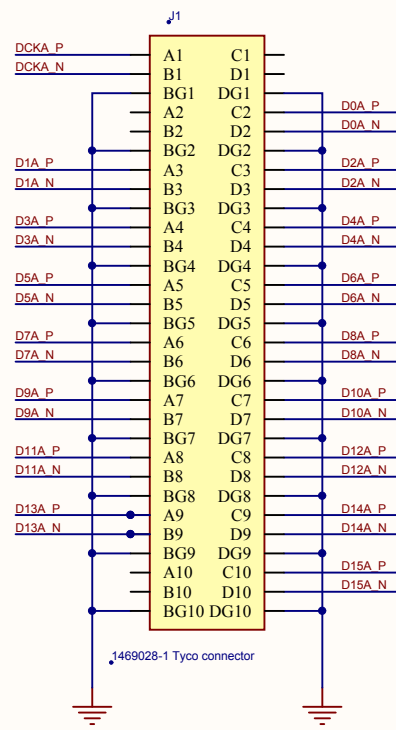 J1
DCKA_P A1 C1
DCKA_N B1 D1
BG1 DG1
A2 C2 D0A_P
B2 D2 D0A_N
BG2 DG2
D1A_P A3 C3 D2A_P
D1A_N B3 D3 D2A_N
BG3 DG3
D3A_P A4 C4 D4A_P
D3A_N B4 D4 D4A_N
BG4 DG4
D5A_P A5 C5 D6A_P
D5A_N B5 D5 D6A_N
BG5 DG5
D7A_P A6 C6 D8A_P
D7A_N B6 D6 D8A_N
BG6 DG6
D9A_P A7 C7 D10A_P
D9A_N B7 D7 D10A_N
BG7 DG7
D11A_P A8 C8 D12A_P
D11A_N B8 D8 D12A_N
BG8 DG8
D13A_P A9 C9 D14A_P
D13A_N B9 D9 D14A_N
BG9 DG9
A10 C10 D15A_P
B10 D10 D15A_N
BG10 DG10
1469028-1 Tyco connector